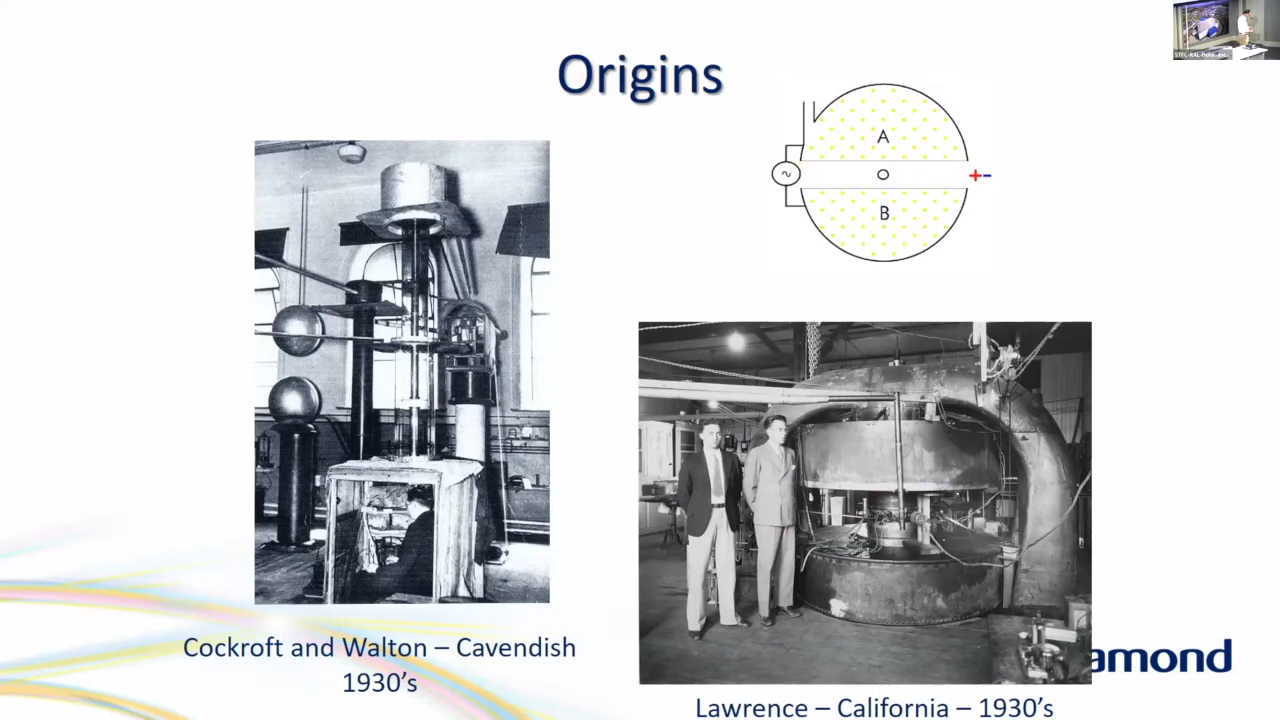 Origins
A
B
+-
Cockroft and Walton – Cavendish
1930’s
amond
Lawrence – California – 1930’s